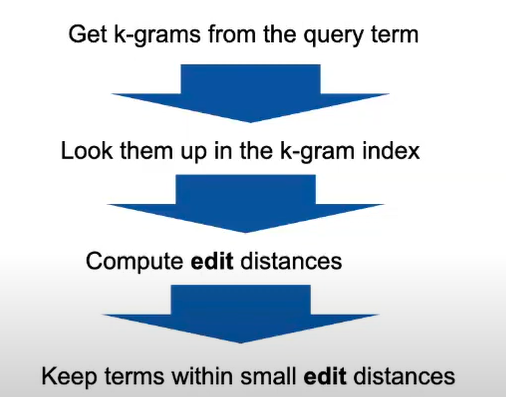 Get k-grams from the query term
Look them up in the k-gram index
Compute edit distances
Keep terms within small edit distances